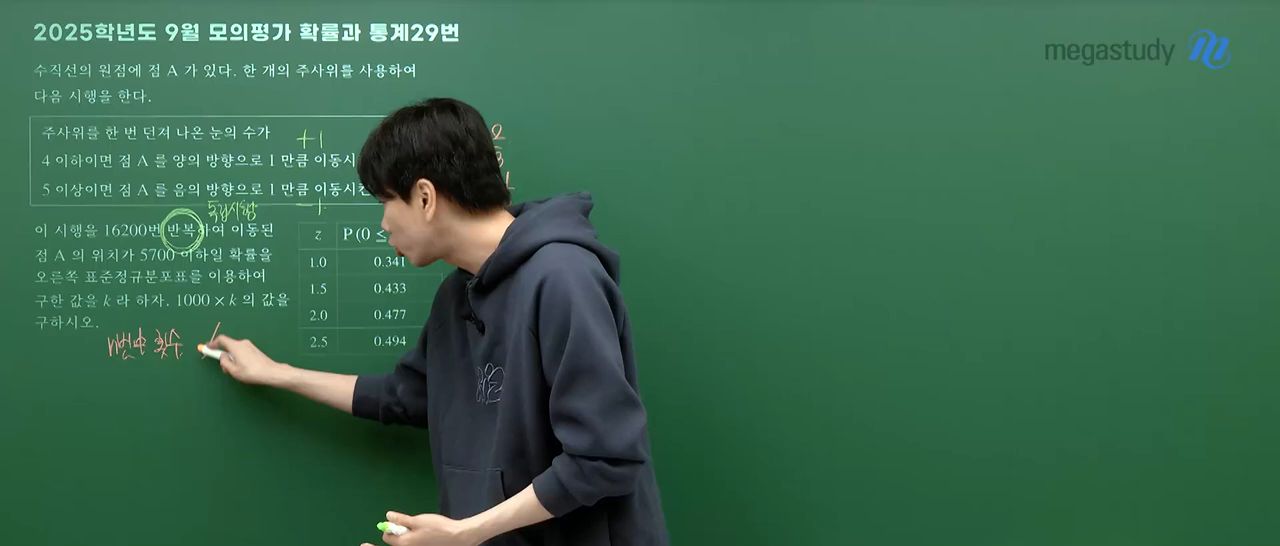 2025학년도 9월 모의평가 확률과 통계29번
megastudy
수직선의 원점에 점 A 가 있다. 한 개의 주사위를 사용하여
다음 시행을 한다.
주사위를 한 번 던져 나온 눈의 수가
+1
4 이하이면 점 A 를 양의 방향으로 1 만큼 이동시
5 이상이면 점 A 를 음의 방향으로 1 만큼 이동시킨
-1
2
3
독립시행
이 시행을 16200번 반복하여 이동된
점 A 의 위치가 5700 이하일 확률을
오른쪽 표준정규분포표를 이용하여
구한 값을 k 라 하자. 1000 × k 의 값을
구하시오.
z P(0 ≤
1.0 0.341
1.5 0.433
2.0 0.477
2.5 0.494
n번中 횟수